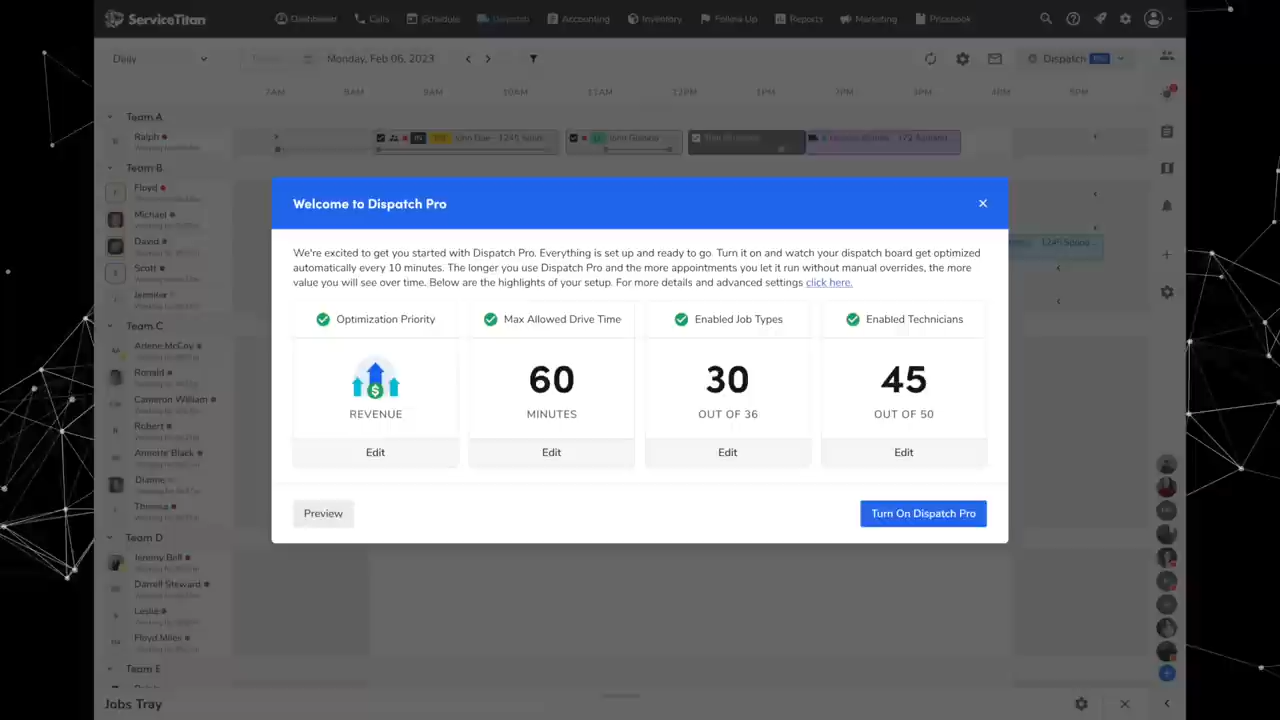 ServiceTitan
Dashboard
Calls
Schedule
Dispatch
Accounting
Inventory
Follow Up
Reports
Marketing
Pricebook
Daily
Monday, Feb 06, 2023
Dispatch
7AM
8AM
9AM
10AM
11AM
12PM
1PM
2PM
3PM
4PM
5PM
Team A
Ralph
Team B
Floyd
Michael
David
Scott
Jennifer
Team C
Arlene McCoy
Ronald
Cameron William
Robert
Annette Black
Dianne
Theresa
Team D
Jeremy Bell
Darrell Steward
Leslie
Floyd Miles
Team E
Jobs Tray
Welcome to Dispatch Pro
We're excited to get you started with Dispatch Pro. Everything is set up and ready to go. Turn it on and watch your dispatch board get optimized
automatically every 10 minutes. The longer you use Dispatch Pro and the more appointments you let it run without manual overrides, the more
value you will see over time. Below are the highlights of your setup. For more details and advanced settings click here.
Optimization Priority
REVENUE
Edit
Max Allowed Drive Time
60
MINUTES
Edit
Enabled Job Types
30
OUT OF 36
Edit
Enabled Technicians
45
OUT OF 50
Edit
Preview
Turn On Dispatch Pro